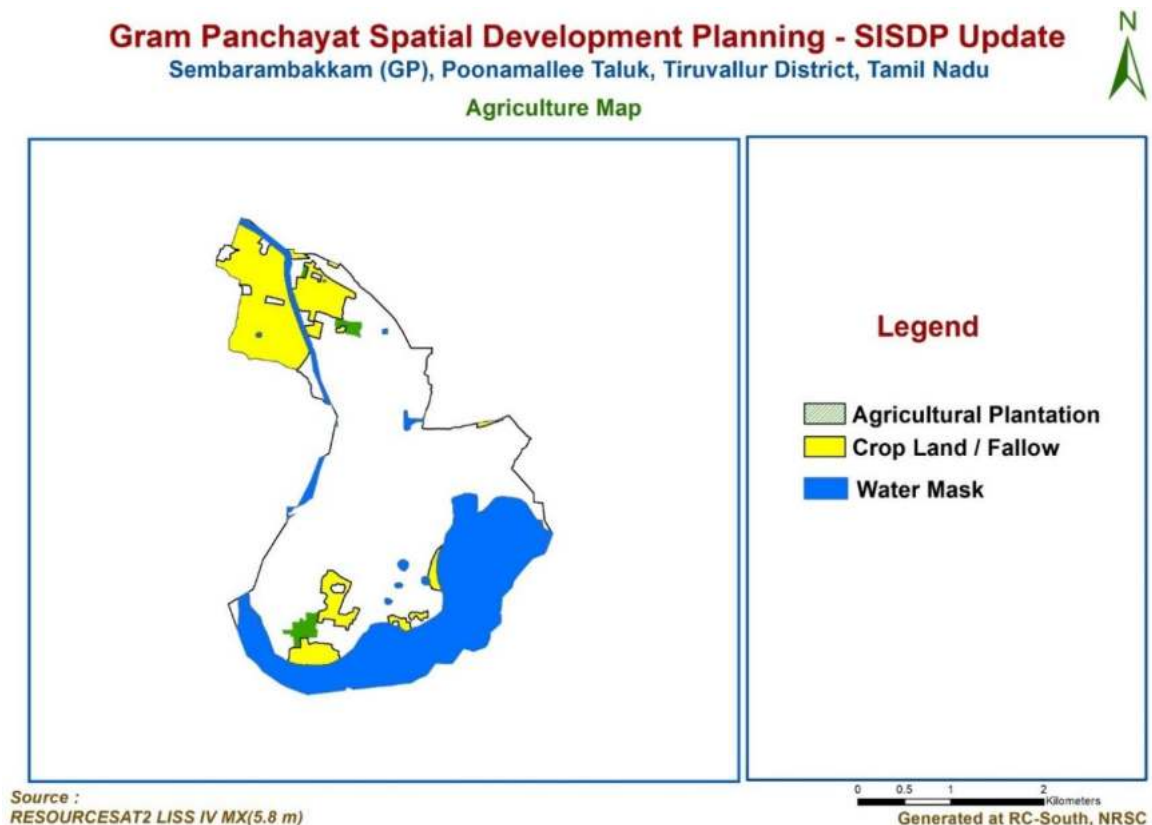 Gram Panchayat Spatial Development Planning - SISDP Update
Sembarambakkam (GP), Poonamallee Taluk, Tiruvallur District, Tamil Nadu
Agriculture Map
N
Legend
Agricultural Plantation
Crop Land / Fallow
Water Mask
Source :
RESOURCESAT2 LISS IV MX(5.8 m)
0 0.5 1 2
Kilometers
Generated at RC-South, NRSC